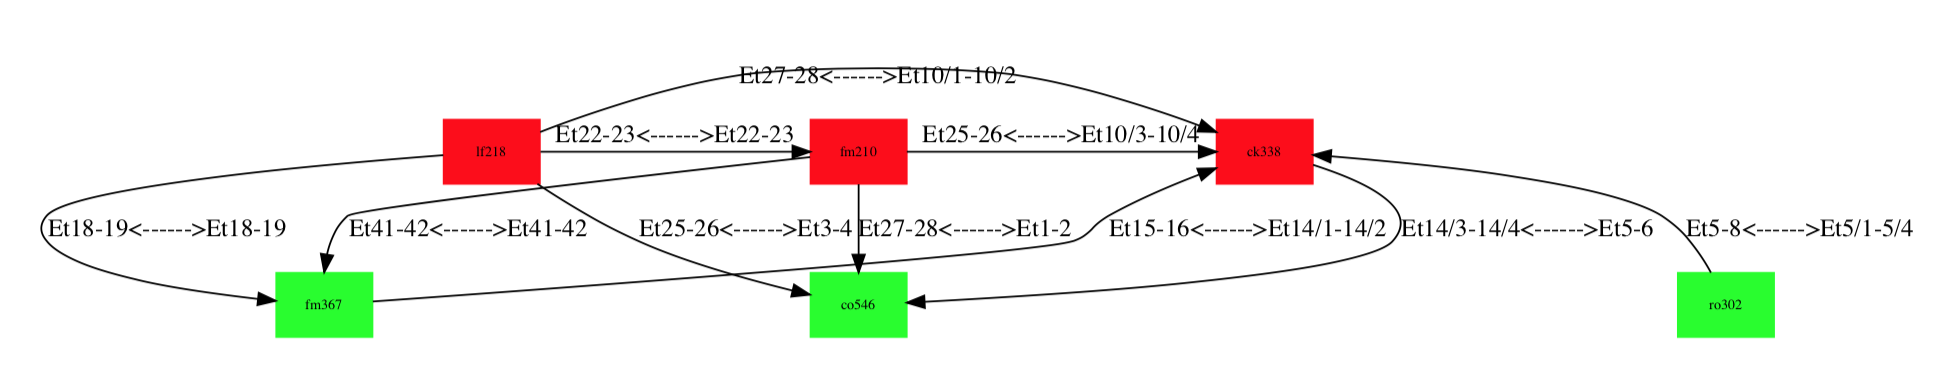 Et27-28<------>Et10/1-10/2
Et22-23<------>Et22-23
Et25-26<------>Et10/3-10/4
lf218
fm210
ck338
Et18-19<------>Et18-19
Et41-42<------>Et41-42
Et25-26<------>Et3-4
Et27-28<------>Et1-2
Et15-16<------>Et14/1-14/2
Et14/3-14/4<------>Et5-6
Et5-8<------>Et5/1-5/4
fm367
co546
ro302